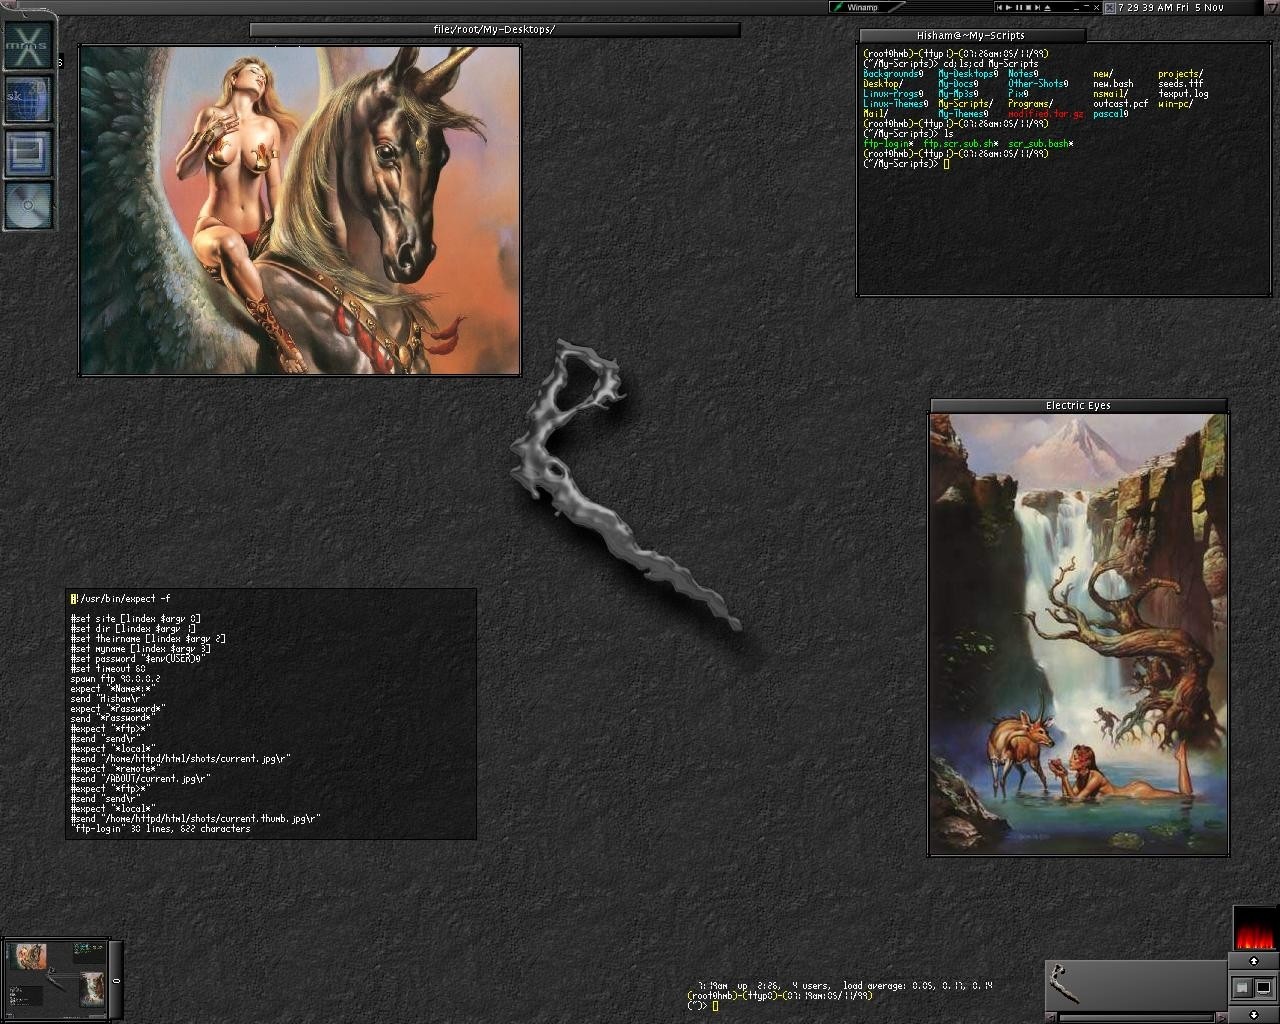 Winamp
7 29 39 AM Fri 5 Nov
file:/root/My-Desktops/
mms
sk
Hisham@~My-Scripts
(root@hmb)-(ttyp1)-(07:26am:05/11/99)
(~/My-Scripts)> cd;ls;cd My-Scripts
Backgrounds@ My-Desktops@ Notes@ new/ projects/
Desktop/ My-Docs@ Other-Shots@ new.bash seeds.ttf
Linux-Progs@ My-Mp3s@ Pix@ nsmail/ texput.log
Linux-Themes@ My-Scripts/ Programs/ outcast.pcf win-pc/
Mail/ My-Themes@ modified.tar.gz pascal@
(root@hmb)-(ttyp1)-(07:26am:05/11/99)
(~/My-Scripts)> ls
ftp-login* ftp.scr.sub.sh* scr_sub.bash*
(root@hmb)-(ttyp1)-(07:26am:05/11/99)
(~/My-Scripts)>
Electric Eyes
#!/usr/bin/expect -f
#set site [lindex $argv 0]
#set dir [lindex $argv 1]
#set theirname [lindex $argv 2]
#set myname [lindex $argv 3]
#set password "$env(USER)@"
#set timeout 60
spawn ftp 90.0.0.2
expect "*Name*:*"
send "Hisham\r"
expect "*Password*"
send "*Password*"
#expect "*ftp>*"
#send "send\r"
#expect "*local*"
#send "/home/httpd/html/shots/current.jpg\r"
#expect "*remote*"
#send "/ABOUT/current.jpg\r"
#expect "*ftp>*"
#send "send\r"
#expect "*local*"
#send "/home/httpd/html/shots/current.thumb.jpg\r"
"ftp-login" 30 lines, 622 characters
0
7:19am up 2:26, 4 users, load average: 0.05, 0.17, 0.14
(root@hmb)-(ttyp0)-(07:19am:05/11/99)
(~)>